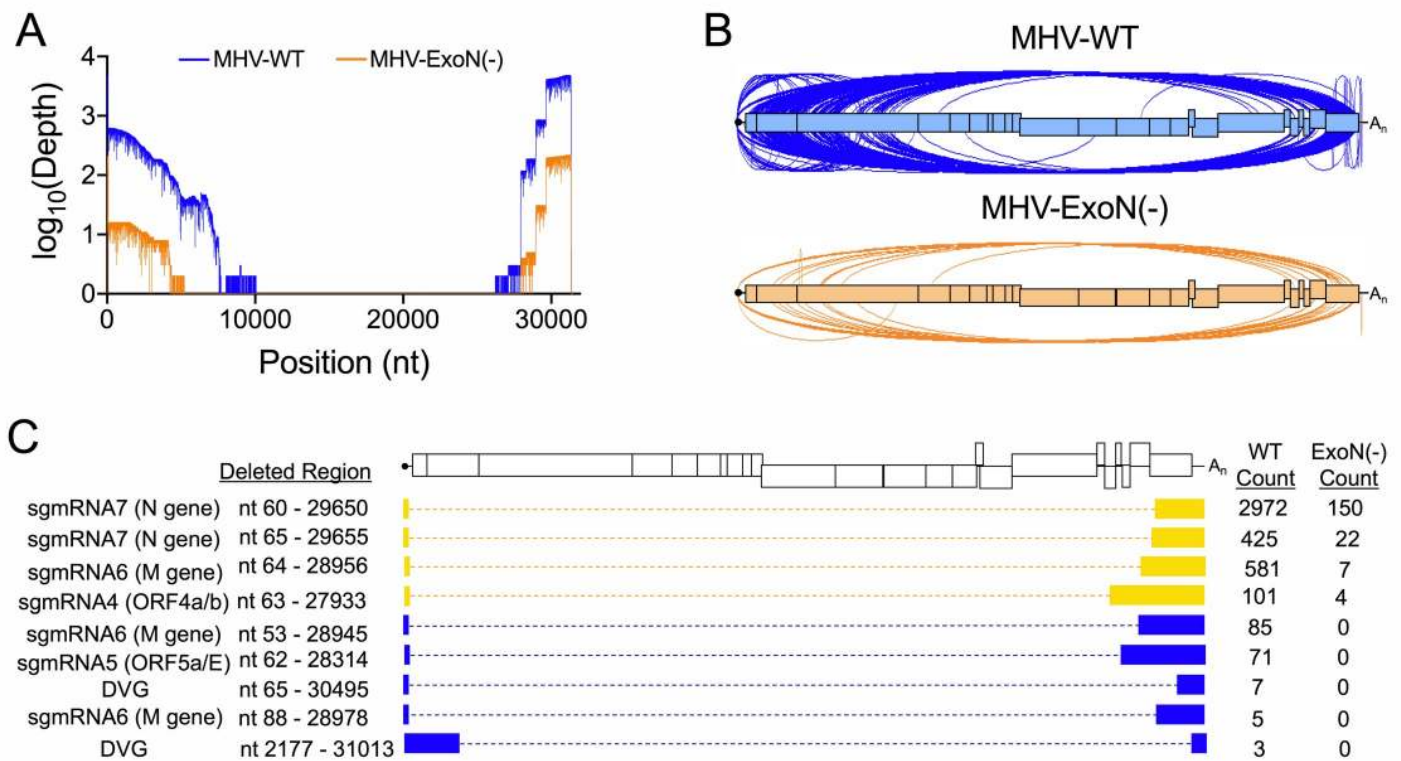 A
MHV-WT MHV-ExoN(-)
log10(Depth)
4
3
2
1
0
0 10000 20000 30000
Position (nt)
B
MHV-WT
An
MHV-ExoN(-)
An
C
Deleted Region An WT Count ExoN(-) Count
sgmRNA7 (N gene) nt 60 - 29650 2972 150
sgmRNA7 (N gene) nt 65 - 29655 425 22
sgmRNA6 (M gene) nt 64 - 28956 581 7
sgmRNA4 (ORF4a/b) nt 63 - 27933 101 4
sgmRNA6 (M gene) nt 53 - 28945 85 0
sgmRNA5 (ORF5a/E) nt 62 - 28314 71 0
DVG nt 65 - 30495 7 0
sgmRNA6 (M gene) nt 88 - 28978 5 0
DVG nt 2177 - 31013 3 0